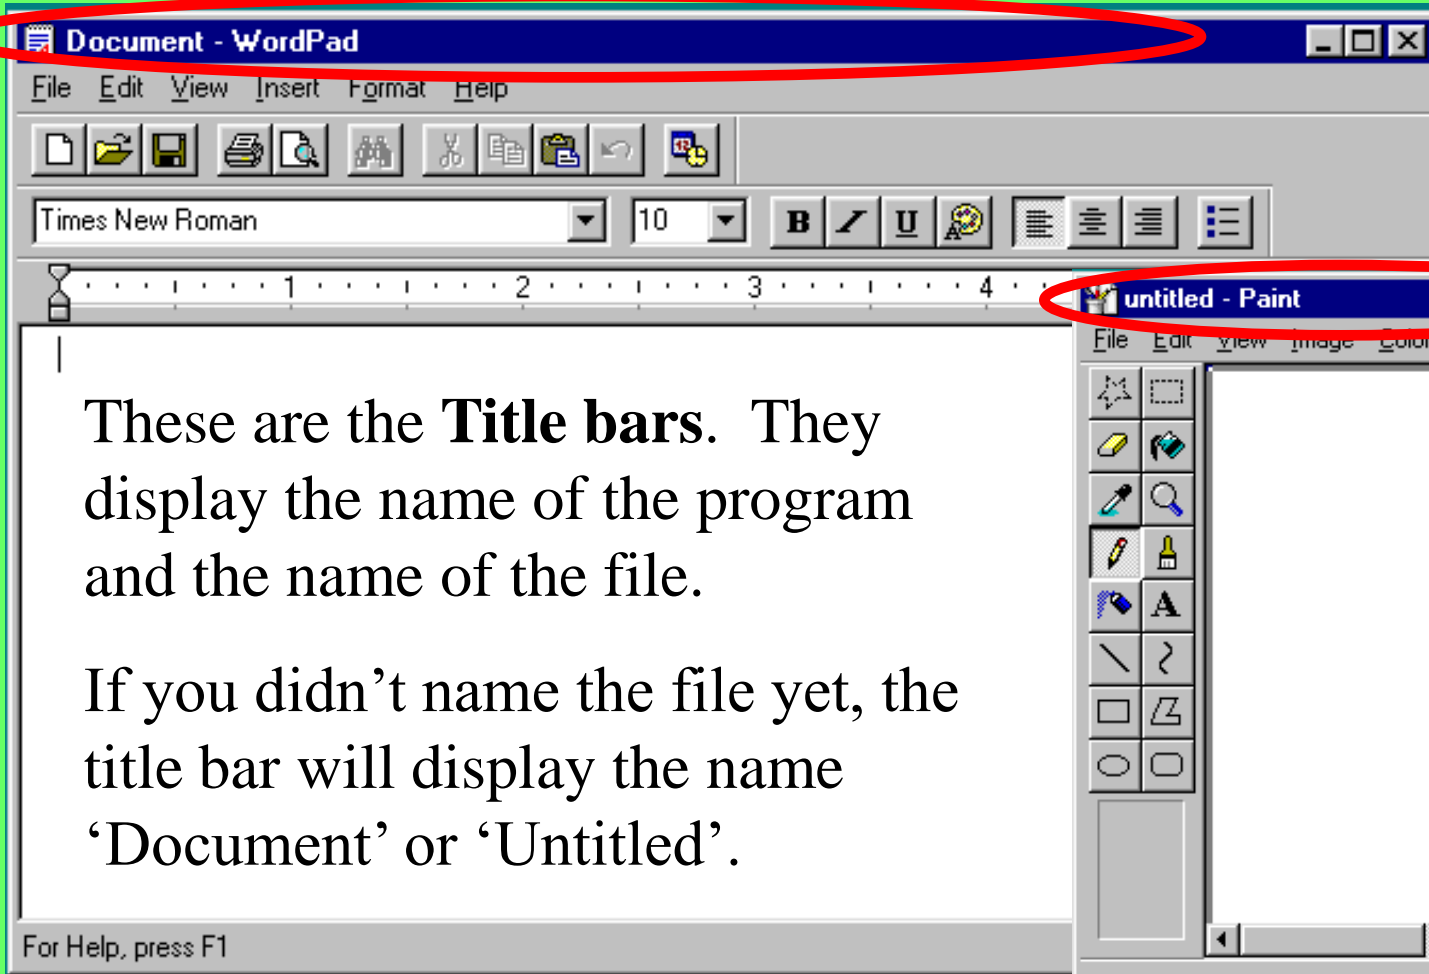 Document - WordPad
File Edit View Insert Format Help
Times New Roman 10 B I U
1 2 3 4
untitled - Paint
File Edit View Image
A
These are the Title bars. They
display the name of the program
and the name of the file.
If you didn’t name the file yet, the
title bar will display the name
‘Document’ or ‘Untitled’.
For Help, press F1